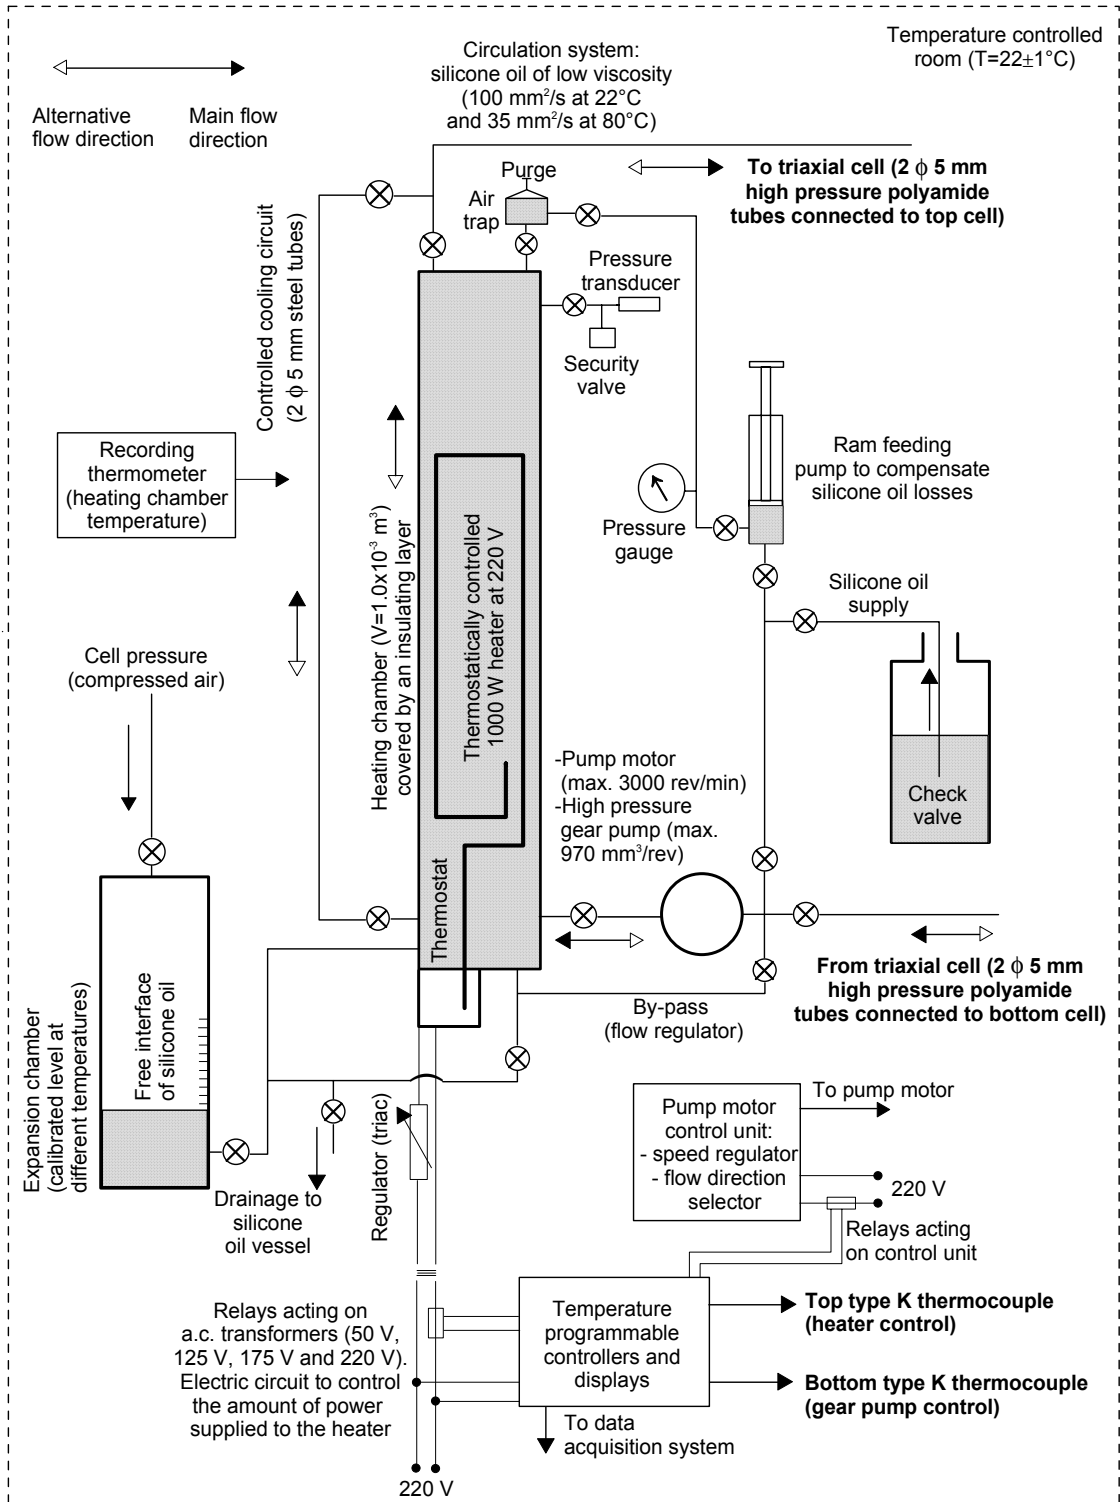 Temperature controlled
room (T=22±1°C)
Circulation system:
silicone oil of low viscosity
(100 mm²/s at 22°C
and 35 mm²/s at 80°C)
Alternative
flow direction
Main flow
direction
To triaxial cell (2 ϕ 5 mm
high pressure polyamide
tubes connected to top cell)
Purge
Air
trap
Controlled cooling circuit
(2 ϕ 5 mm steel tubes)
Pressure
transducer
Security
valve
Recording
thermometer
(heating chamber
temperature)
Ram feeding
pump to compensate
silicone oil losses
Pressure
gauge
Heating chamber (V=1.0x10⁻³ m³)
covered by an insulating layer
Thermostatically controlled
1000 W heater at 220 V
Silicone oil
supply
Cell pressure
(compressed air)
-Pump motor
(max. 3000 rev/min)
-High pressure
gear pump (max.
970 mm³/rev)
Check
valve
Thermostat
From triaxial cell (2 ϕ 5 mm
high pressure polyamide
tubes connected to bottom cell)
By-pass
(flow regulator)
Expansion chamber
(calibrated level at
different temperatures)
Free interface
of silicone oil
Drainage to
silicone
oil vessel
Regulator (triac)
Pump motor
control unit:
- speed regulator
- flow direction
selector
To pump motor
220 V
Relays acting
on control unit
Relays acting on
a.c. transformers (50 V,
125 V, 175 V and 220 V).
Electric circuit to control
the amount of power
supplied to the heater
Temperature
programmable
controllers and
displays
Top type K thermocouple
(heater control)
Bottom type K thermocouple
(gear pump control)
To data
acquisition system
220 V